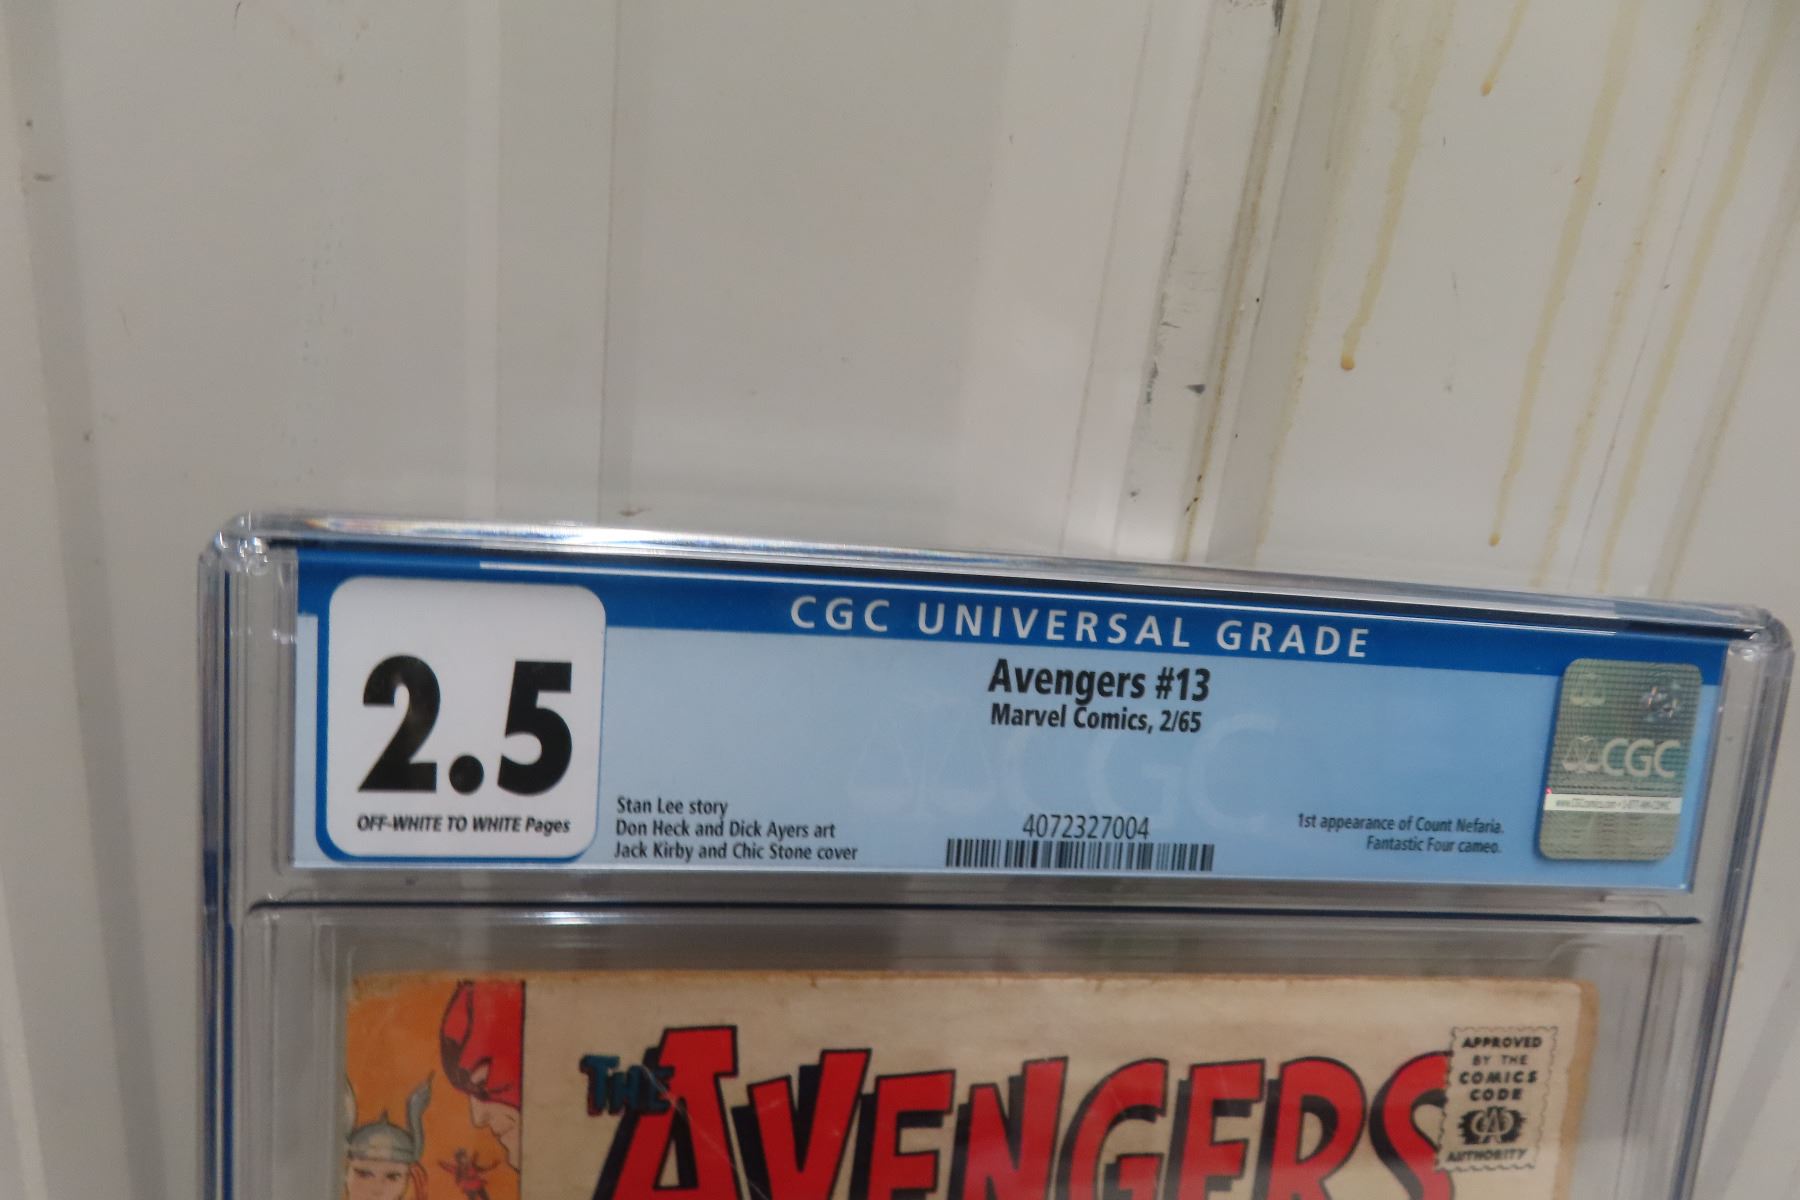 CGC UNIVERSAL GRADE
2.5
OFF-WHITE TO WHITE Pages
Avengers #13
Marvel Comics, 2/65
Stan Lee story
Don Heck and Dick Ayers art
Jack Kirby and Chic Stone cover
4072327004
1st appearance of Count Nefaria.
Fantastic Four cameo.
CGC
THE AVENGERS
APPROVED
BY THE
COMICS
CODE
CA
AUTHORITY